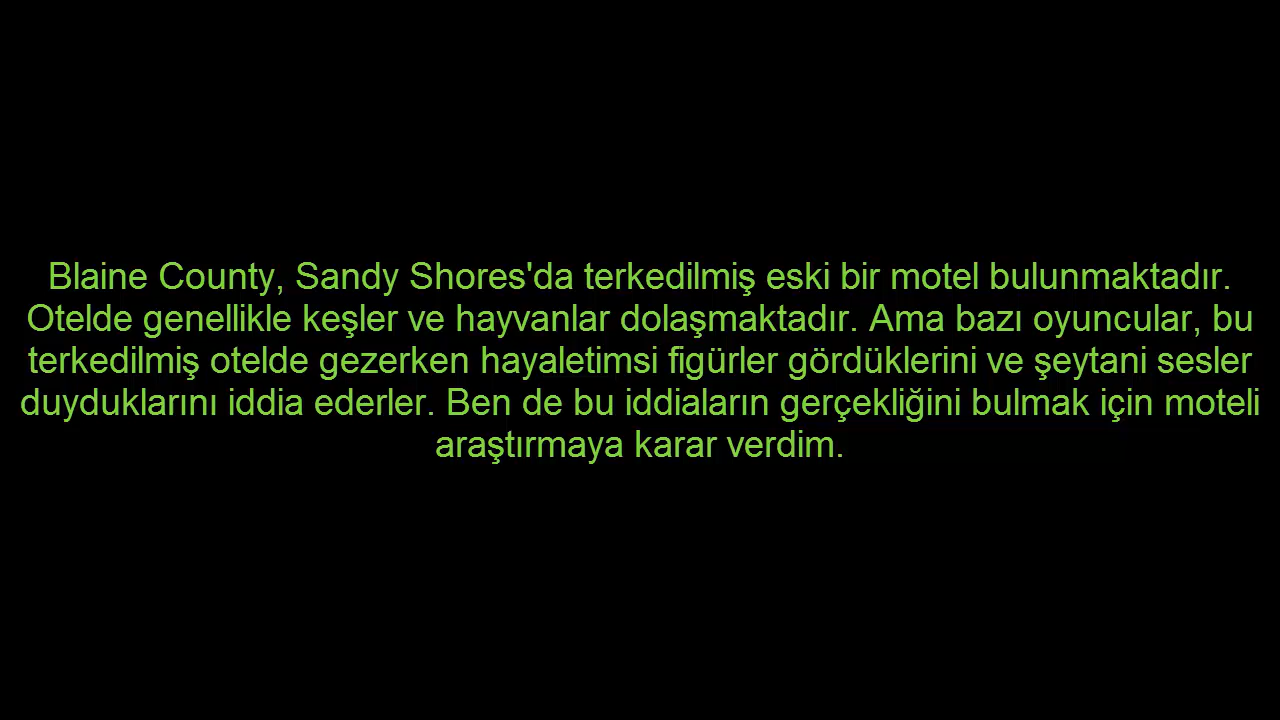 Blaine County, Sandy Shores'da terkedilmiş eski bir motel bulunmaktadır.
Otelde genellikle keşler ve hayvanlar dolaşmaktadır. Ama bazı oyuncular, bu
terkedilmiş otelde gezerken hayaletimsi figürler gördüklerini ve şeytani sesler
duyduklarını iddia ederler. Ben de bu iddiaların gerçekliğini bulmak için moteli
araştırmaya karar verdim.